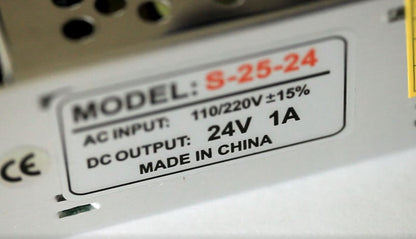 MODEL: S-25-24
AC INPUT: 110/220V ±15%
DC OUTPUT: 24V 1A
MADE IN CHINA
CE